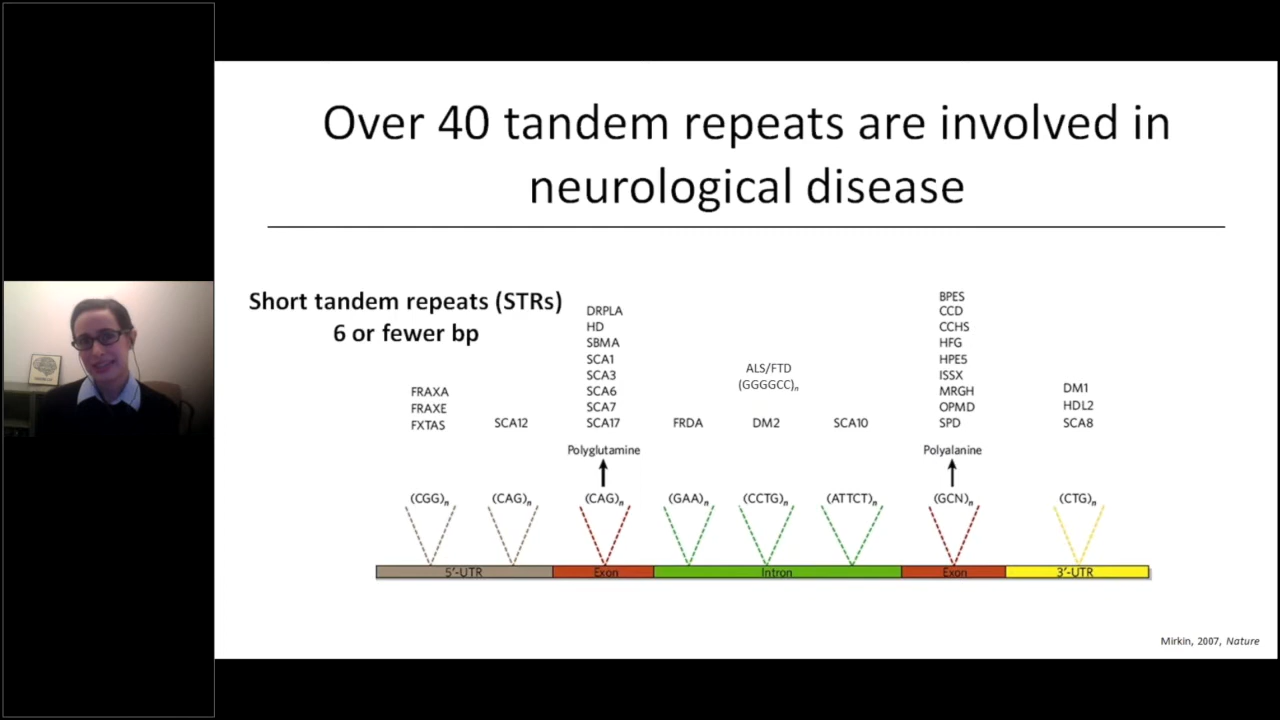 Over 40 tandem repeats are involved in
neurological disease
Short tandem repeats (STRs)
6 or fewer bp
FRAXA
FRAXE
FXTAS
SCA12
DRPLA
HD
SBMA
SCA1
SCA3
SCA6
SCA7
SCA17
FRDA
ALS/FTD
(GGGGCC)n
DM2
SCA10
BPES
CCD
CCHS
HFG
HPE5
ISSX
MRGH
OPMD
SPD
DM1
HDL2
SCA8
Polyglutamine
Polyalanine
(CGG)n
(CAG)n
(CAG)n
(GAA)n
(CCTG)n
(ATTCT)n
(GCN)n
(CTG)n
5′-UTR
Exon
Intron
Exon
3′-UTR
Mirkin, 2007, Nature